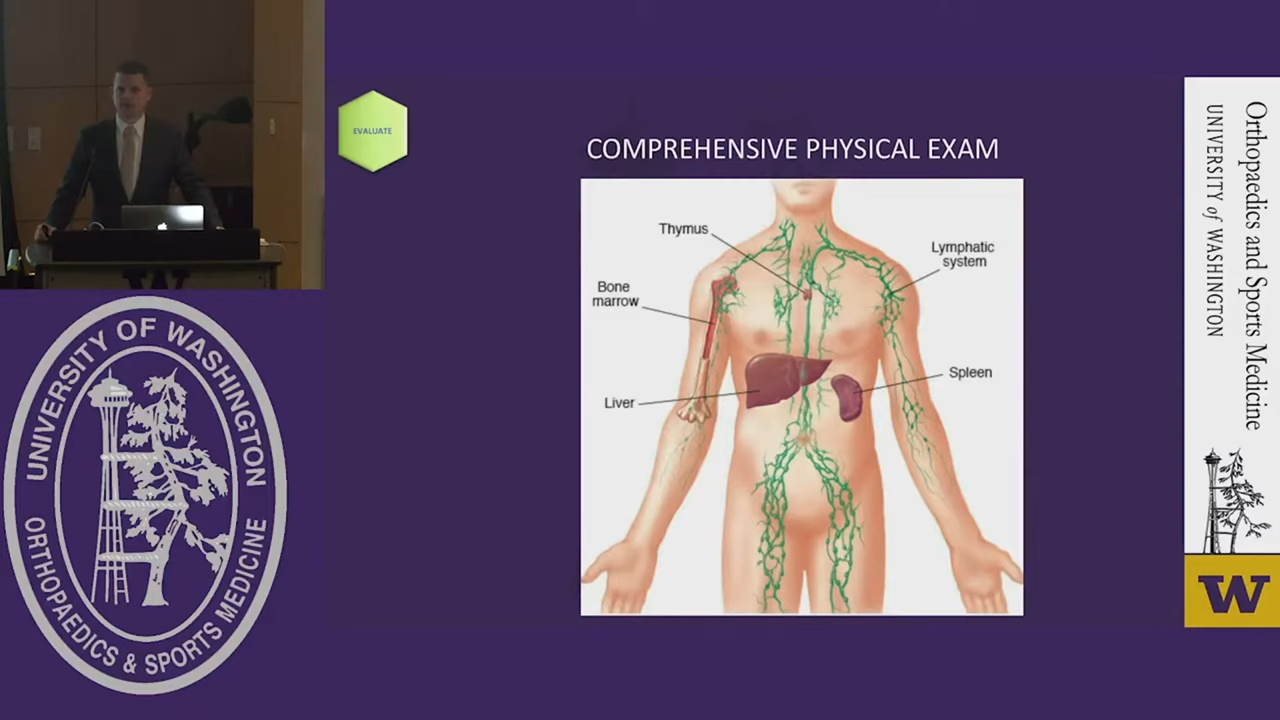 EVALUATE
COMPREHENSIVE PHYSICAL EXAM
Thymus
Lymphatic
system
Bone
marrow
Spleen
Liver
UNIVERSITY OF WASHINGTON
ORTHOPAEDICS & SPORTS MEDICINE
Orthopaedics and Sports Medicine
UNIVERSITY of WASHINGTON
W